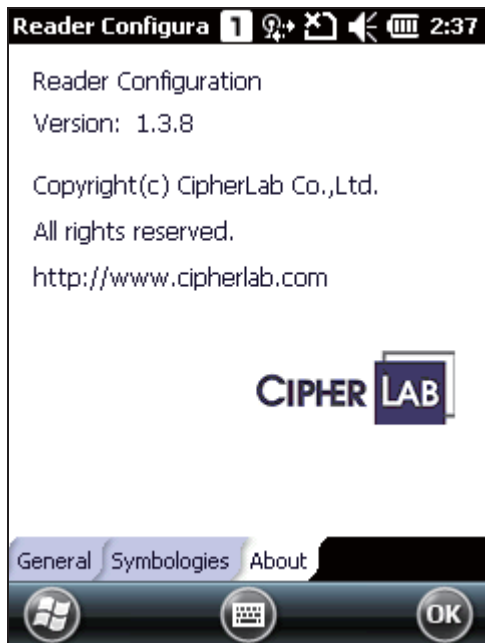 Reader Configura 1 2:37
Reader Configuration
Version: 1.3.8
Copyright(c) CipherLab Co.,Ltd.
All rights reserved.
http://www.cipherlab.com
CIPHER LAB
General Symbologies About
OK